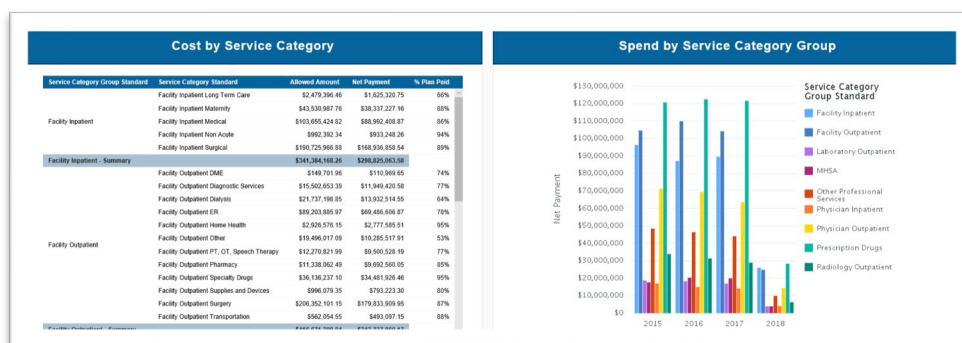 Cost by Service Category
Service Category Group Standard Service Category Standard Allowed Amount Net Payment % Plan Paid
Facility Inpatient Long Term Care $2,479,396.46 $1,625,320.75 66%
Facility Inpatient Maternity $43,530,987.76 $38,337,227.16 88%
Facility Inpatient Facility Inpatient Medical $103,655,424.82 $88,992,408.87 86%
Facility Inpatient Non Acute $992,392.34 $933,248.26 94%
Facility Inpatient Surgical $190,725,966.88 $168,936,858.54 89%
Facility Inpatient - Summary $341,384,168.26 $298,825,063.58
Facility Outpatient DME $149,701.96 $110,969.65 74%
Facility Outpatient Diagnostic Services $15,502,653.39 $11,949,420.58 77%
Facility Outpatient Dialysis $21,737,198.85 $13,932,514.55 64%
Facility Outpatient ER $89,203,885.97 $69,486,606.87 78%
Facility Outpatient Home Health $2,926,576.15 $2,777,585.51 95%
Facility Outpatient Other $19,496,017.09 $10,285,517.91 53%
Facility Outpatient Facility Outpatient PT, OT, Speech Therapy $12,270,821.99 $9,500,528.19 77%
Facility Outpatient Pharmacy $11,338,062.49 $9,692,560.05 85%
Facility Outpatient Specialty Drugs $36,136,237.10 $34,481,926.46 95%
Facility Outpatient Supplies and Devices $996,079.35 $793,223.30 80%
Facility Outpatient Surgery $206,352,101.15 $179,833,909.95 87%
Facility Outpatient Transportation $562,054.55 $493,097.15 88%
Facility Outpatient - Summary
Spend by Service Category Group
Net Payment
$130,000,000
$120,000,000
$110,000,000
$100,000,000
$90,000,000
$80,000,000
$70,000,000
$60,000,000
$50,000,000
$40,000,000
$30,000,000
$20,000,000
$10,000,000
$0
2015 2016 2017 2018
Service Category
Group Standard
Facility Inpatient
Facility Outpatient
Laboratory Outpatient
MHSA
Other Professional
Services
Physician Inpatient
Physician Outpatient
Prescription Drugs
Radiology Outpatient